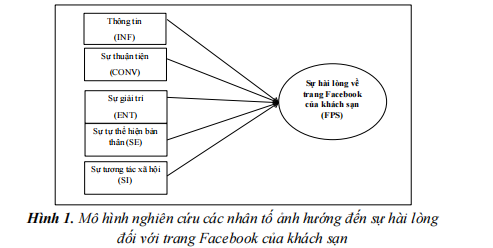 Thông tin
(INF)
Sự thuận tiện
(CONV)
Sự giải trí
(ENT)
Sự tự thể hiện bản
thân (SE)
Sự tương tác xã hội
(SI)
Sự hài lòng về
trang Facebook
của khách sạn
(FPS)
Hình 1. Mô hình nghiên cứu các nhân tố ảnh hưởng đến sự hài lòng
đối với trang Facebook của khách sạn